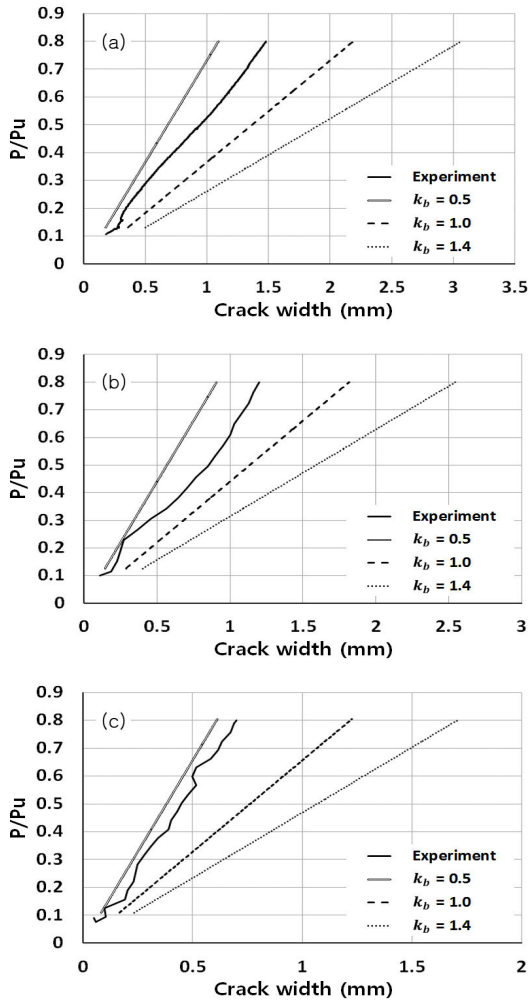 (a)
P/Pu
0.9
0.8
0.7
0.6
0.5
0.4
0.3
0.2
0.1
0
Experiment
k_b = 0.5
k_b = 1.0
k_b = 1.4
0 0.5 1 1.5 2 2.5 3 3.5
Crack width (mm)
(b)
P/Pu
0.9
0.8
0.7
0.6
0.5
0.4
0.3
0.2
0.1
0
Experiment
k_b = 0.5
k_b = 1.0
k_b = 1.4
0 0.5 1 1.5 2 2.5 3
Crack width (mm)
(c)
P/Pu
0.9
0.8
0.7
0.6
0.5
0.4
0.3
0.2
0.1
0
Experiment
k_b = 0.5
k_b = 1.0
k_b = 1.4
0 0.5 1 1.5 2
Crack width (mm)